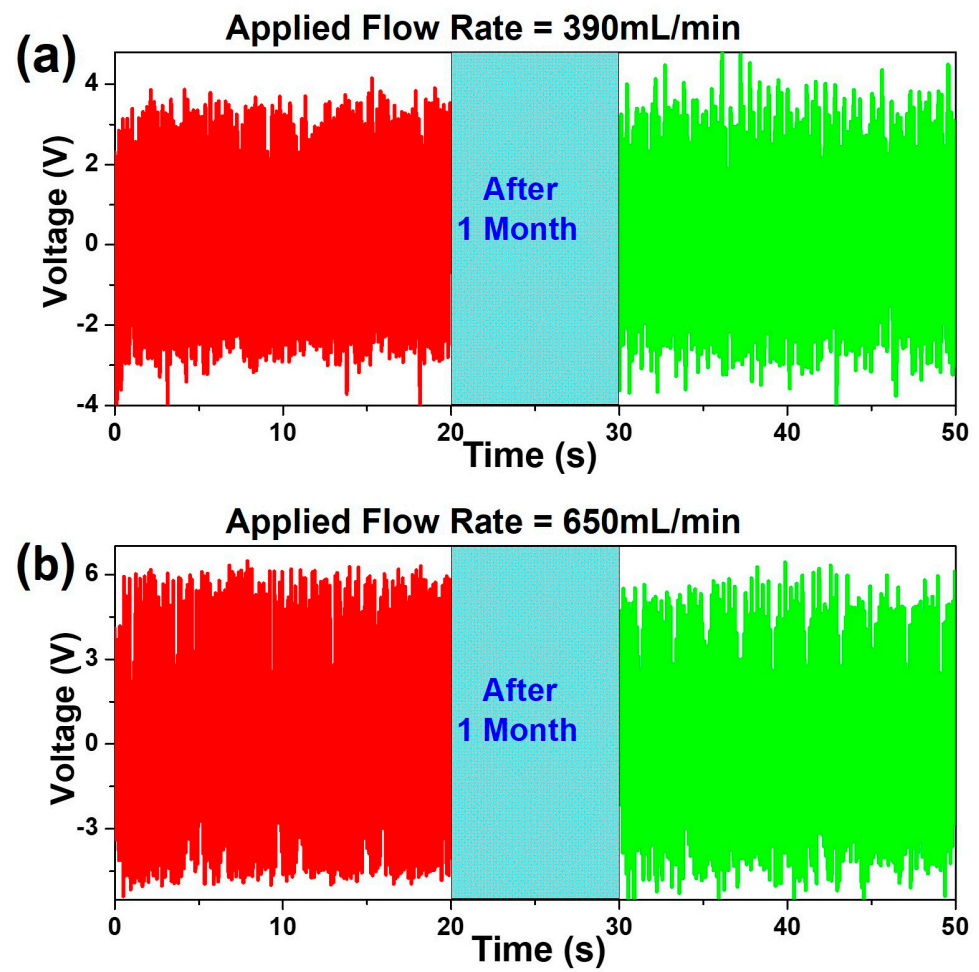 Applied Flow Rate = 390mL/min
(a)
Voltage (V)
4
2
0
-2
-4
After
1 Month
0
10
20
30
40
50
Time (s)
Applied Flow Rate = 650mL/min
(b)
Voltage (V)
6
3
0
-3
After
1 Month
0
10
20
30
40
50
Time (s)